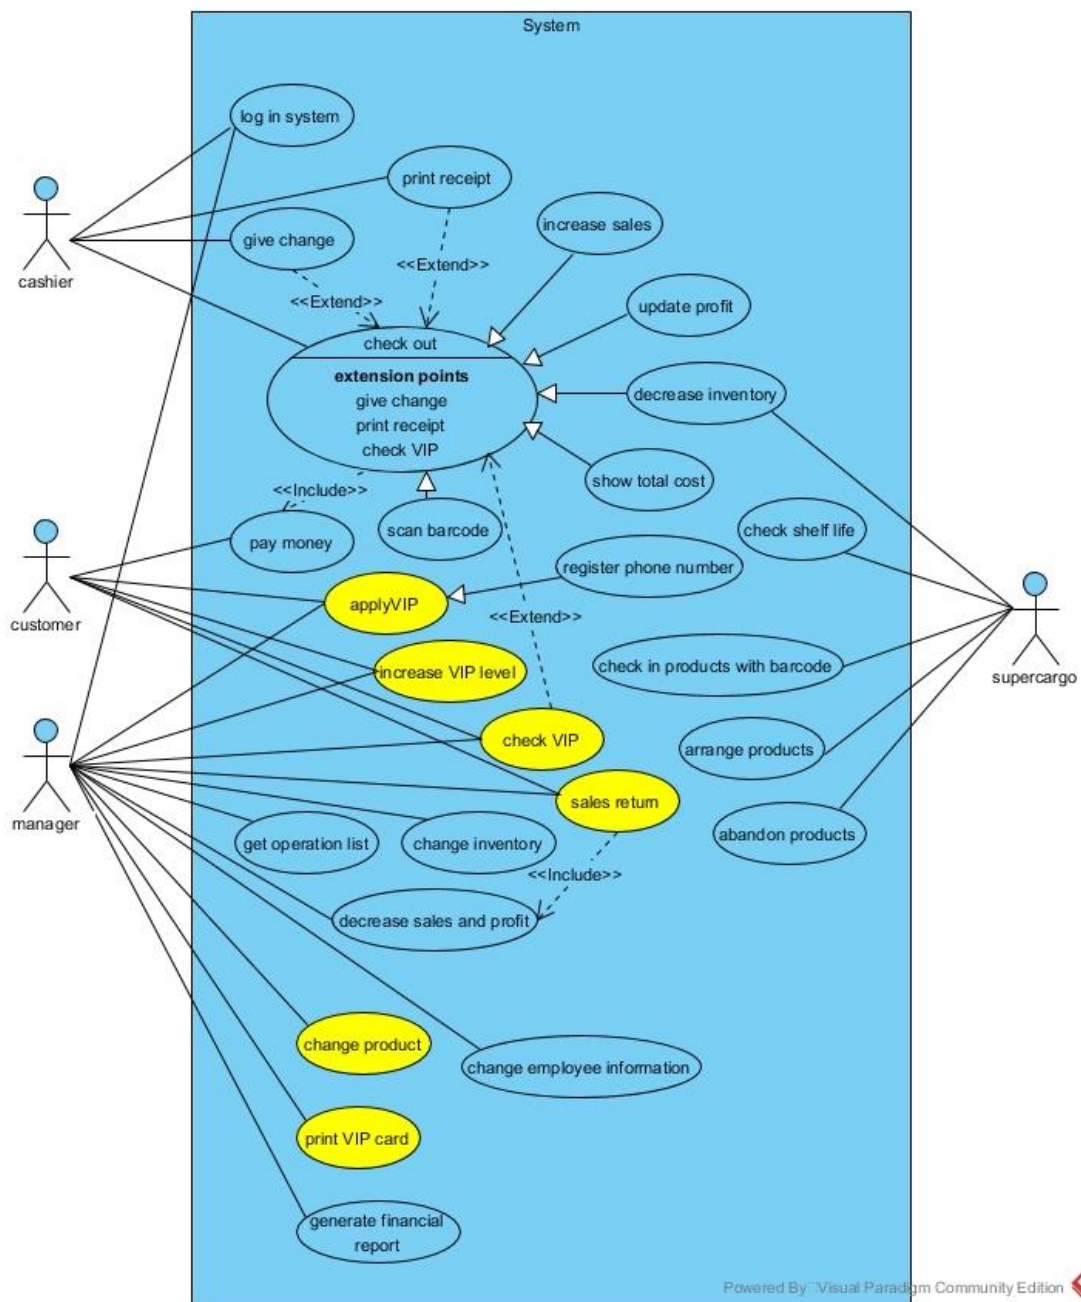 System
log in system
print receipt
increase sales
give change
<<Extend>>
cashier
<<Extend>>
update profit
check out
extension points
give change
print receipt
check VIP
decrease inventory
show total cost
<<Include>>
scan barcode
check shelf life
pay money
register phone number
applyVIP
<<Extend>>
customer
increase VIP level
check in products with barcode
supercargo
check VIP
arrange products
sales return
manager
get operation list
change inventory
abandon products
<<Include>>
decrease sales and profit
change product
change employee information
print VIP card
generate financial
report
Powered By□Visual Paradigm Community Edition